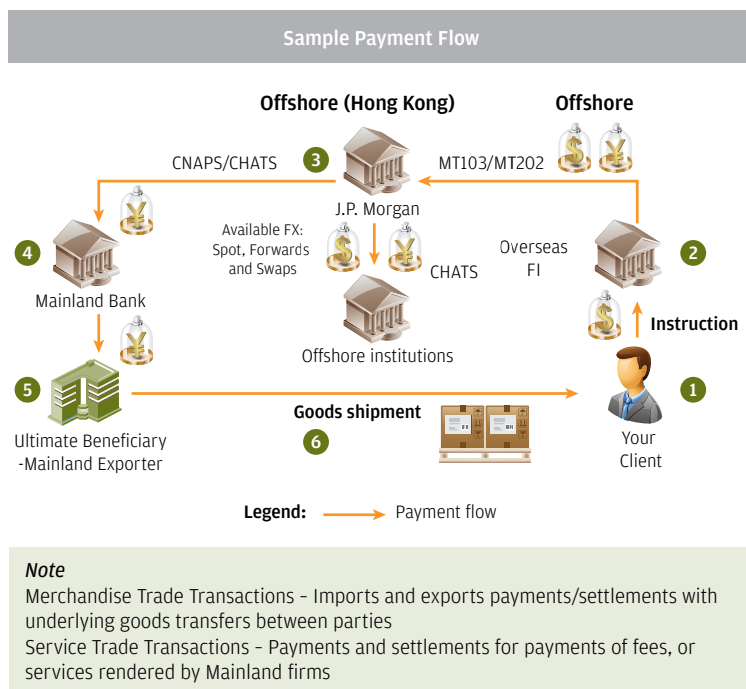 Sample Payment Flow
Offshore (Hong Kong)
Offshore
CNAPS/CHATS
3
MT103/MT202
$
¥
¥
J.P. Morgan
Available FX:
Spot, Forwards
and Swaps
$
¥
CHATS
4
Overseas
FI
2
Mainland Bank
Offshore institutions
¥
$
Instruction
5
Goods shipment
1
6
Ultimate Beneficiary
-Mainland Exporter
Your
Client
Legend:
Payment flow
Note
Merchandise Trade Transactions – Imports and exports payments/settlements with
underlying goods transfers between parties
Service Trade Transactions – Payments and settlements for payments of fees, or
services rendered by Mainland firms